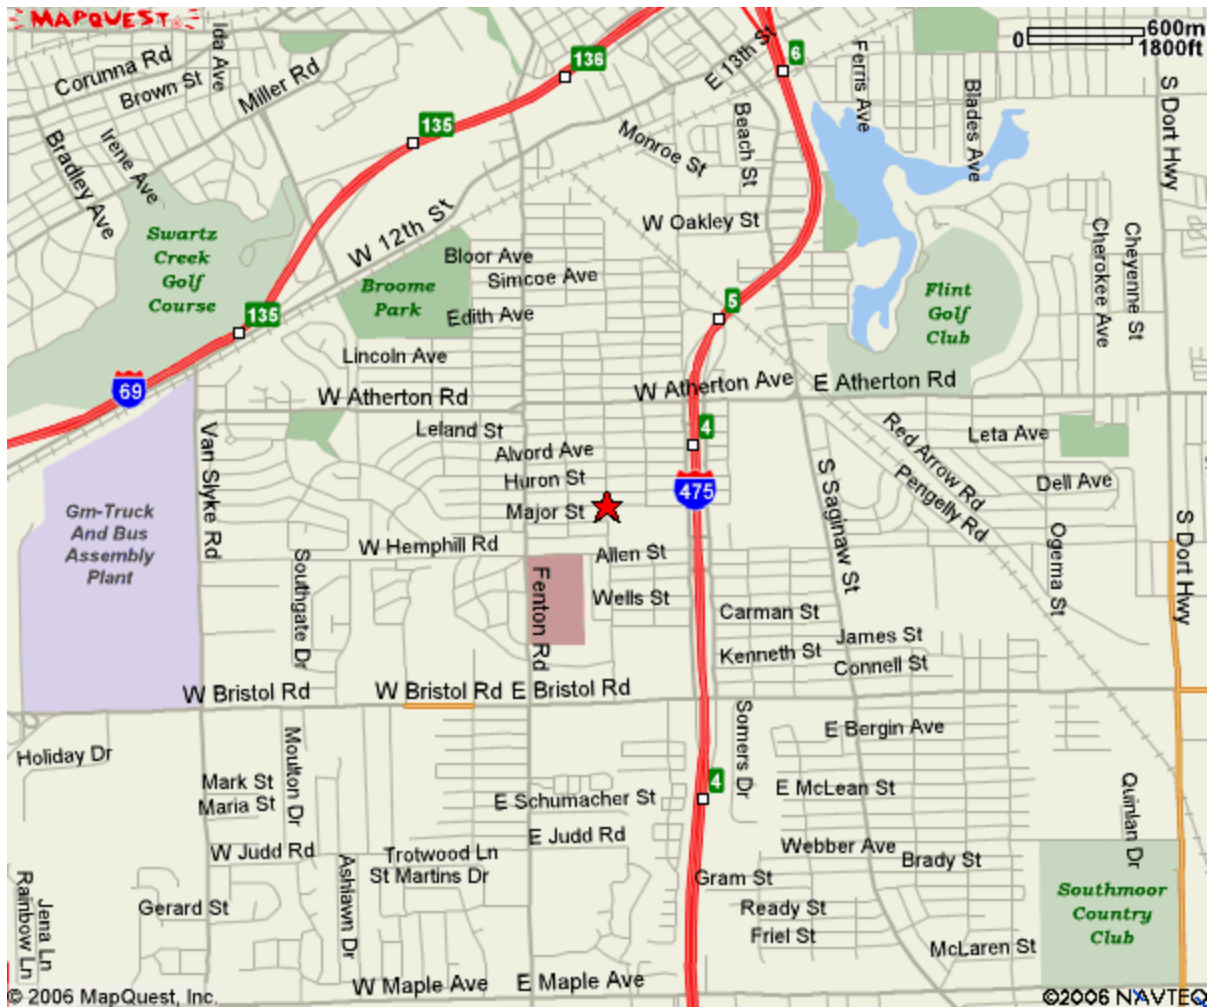 MAPQUEST
600m
0
1800ft
Corunna Rd
Brown St
Ida Ave
Miller Rd
136
E 13th St
6
Ferris Ave
Blades Ave
S Dort Hwy
Bradley Ave
Irene Ave
135
Monroe St
Beach St
W 12th St
W Oakley St
Cherokee Ave
Cheyenne St
Swartz
Creek
Golf
Course
Bloor Ave
Simcoe Ave
Broome
Park
135
Edith Ave
5
Flint
Golf
Club
Lincoln Ave
69
W Atherton Rd
W Atherton Ave
E Atherton Rd
Van Slyke Rd
Leland St
4
Alvord Ave
Huron St
475
Major St
S Saginaw St
Red Arrow Rd
Pengelly Rd
Leta Ave
Dell Ave
Gm-Truck
And Bus
Assembly
Plant
W Hemphill Rd
Allen St
Southgate Dr
Fenton Rd
Wells St
Carman St
Ogema St
S Dort Hwy
James St
Kenneth St
Connell St
W Bristol Rd
W Bristol Rd
E Bristol Rd
Holiday Dr
Moulton Dr
Somers Dr
E Bergin Ave
Mark St
Maria St
4
E Schumacher St
E McLean St
Quinlan Dr
E Judd Rd
W Judd Rd
Trotwood Ln
St Martins Dr
Webber Ave
Brady St
Ashlawn Dr
Gram St
Rainbow Ln
Jena Ln
Gerard St
Ready St
Friel St
Southmoor
Country
Club
McLaren St
W Maple Ave
E Maple Ave
© 2006 MapQuest, Inc.
©2006 NAVTEQ